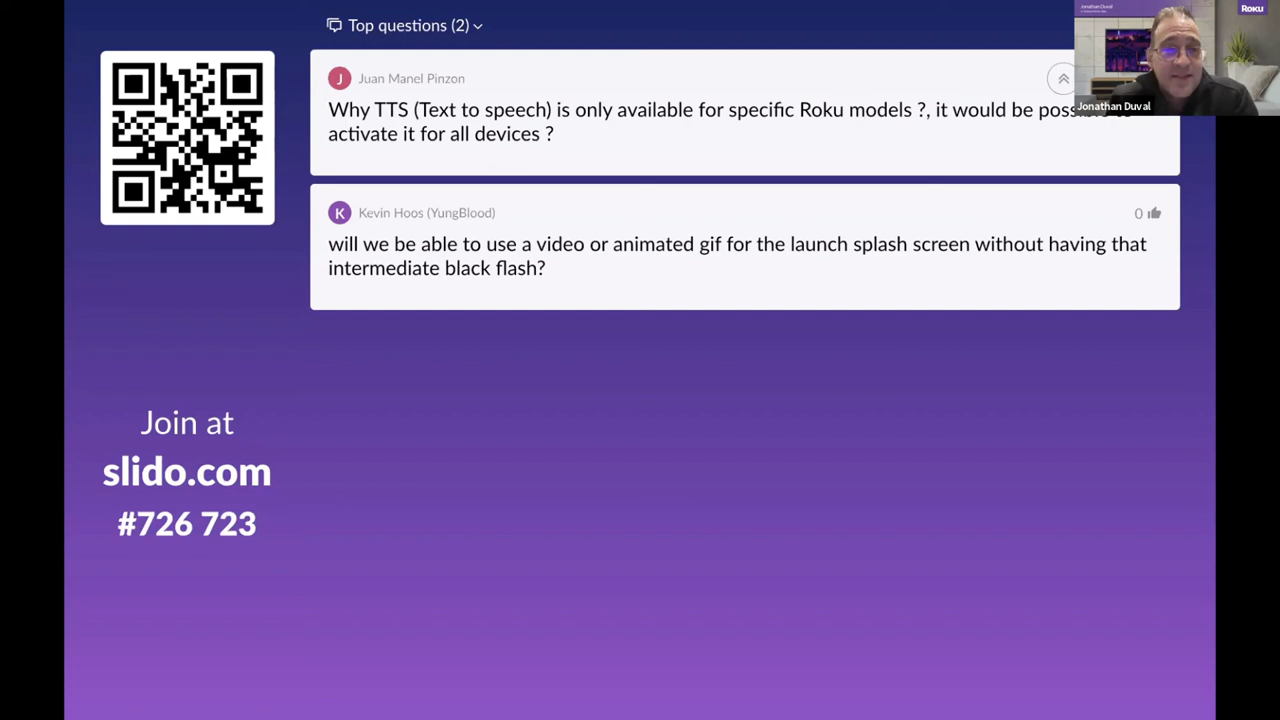 Top questions (2)
Jonathan Duval
Roku
J
Juan Manel Pinzon
Why TTS (Text to speech) is only available for specific Roku models ?, it would be
activate it for all devices ?
Jonathan Duval
K
Kevin Hoos (YungBlood)
0
will we be able to use a video or animated gif for the launch splash screen without having that
intermediate black flash?
Join at
slido.com
#726 723